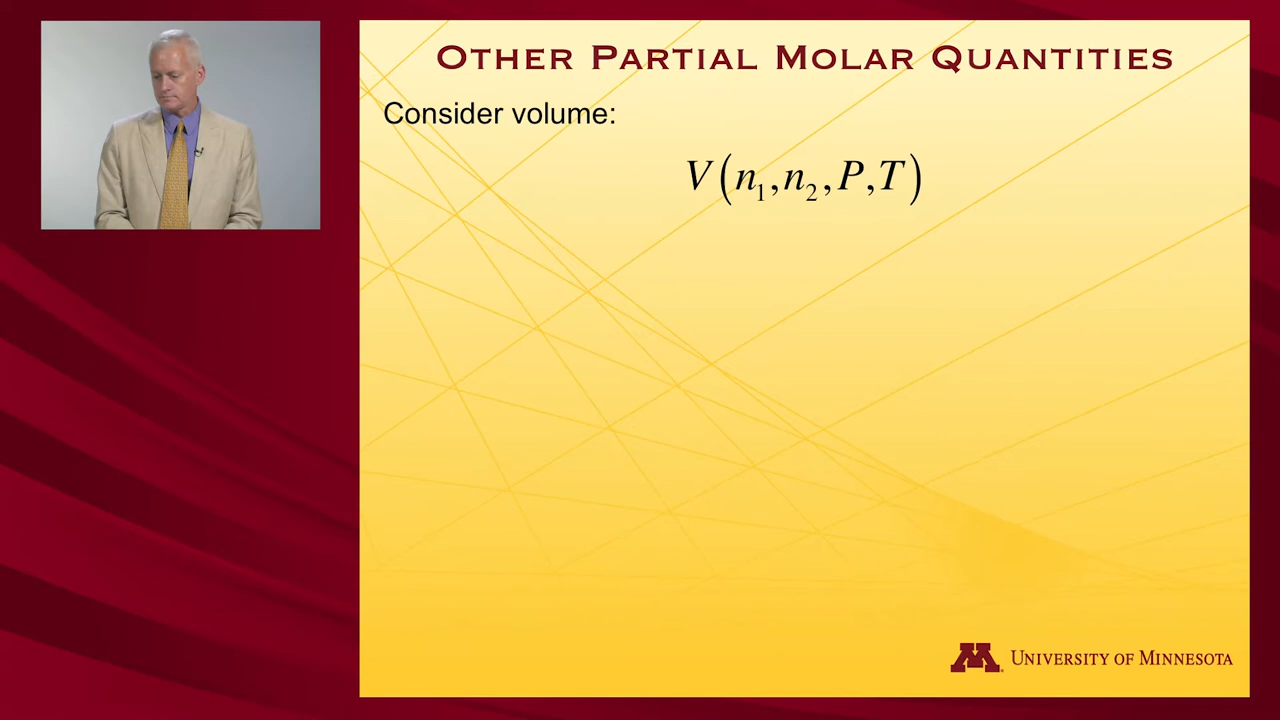 OTHER PARTIAL MOLAR QUANTITIES
Consider volume:
V(n₁,n₂,P,T)
M UNIVERSITY OF MINNESOTA